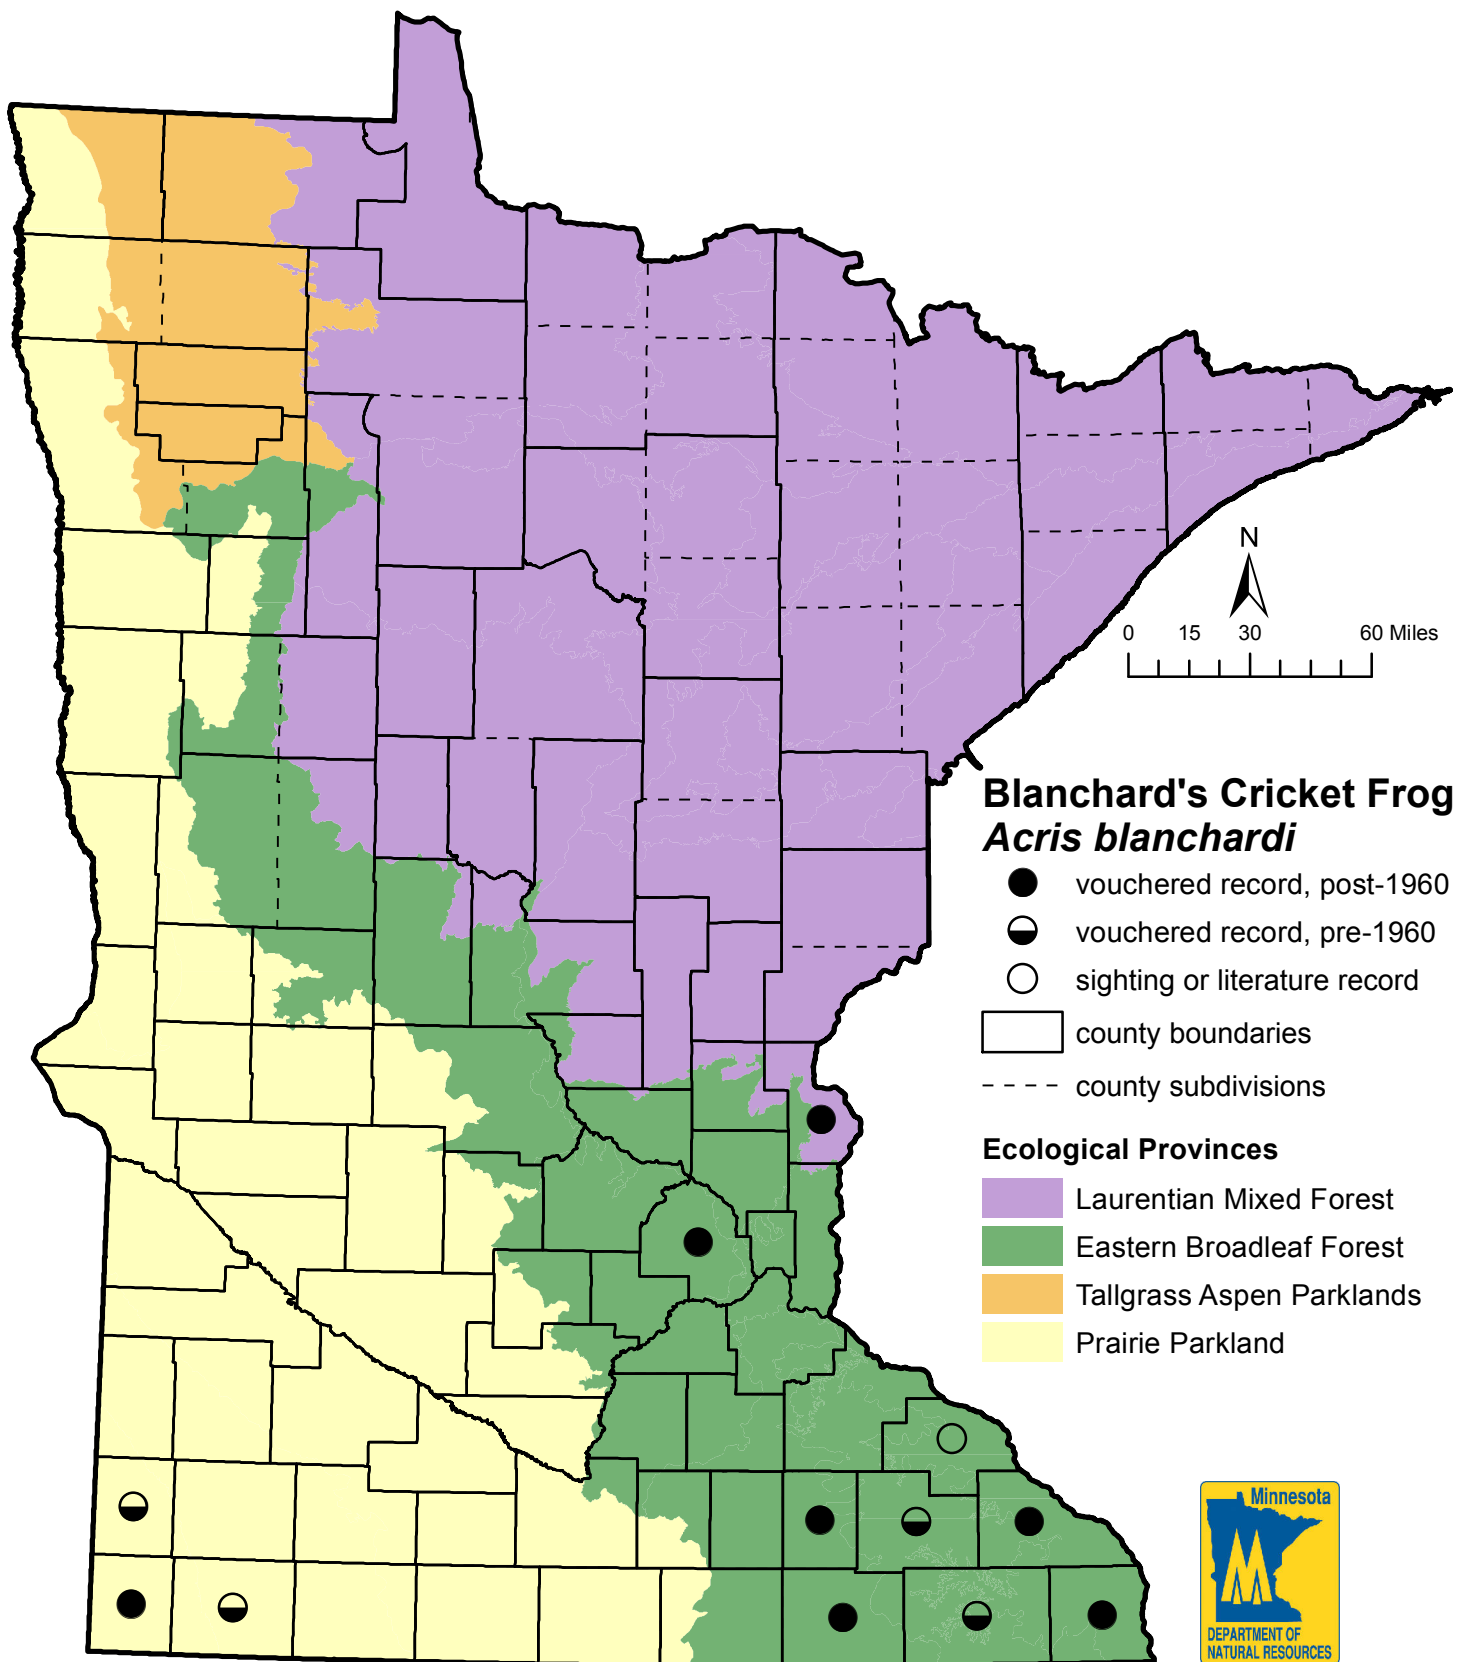 N
0 15 30 60 Miles
Blanchard's Cricket Frog
Acris blanchardi
vouchered record, post-1960
vouchered record, pre-1960
sighting or literature record
county boundaries
county subdivisions
Ecological Provinces
Laurentian Mixed Forest
Eastern Broadleaf Forest
Tallgrass Aspen Parklands
Prairie Parkland
Minnesota
DEPARTMENT OF
NATURAL RESOURCES